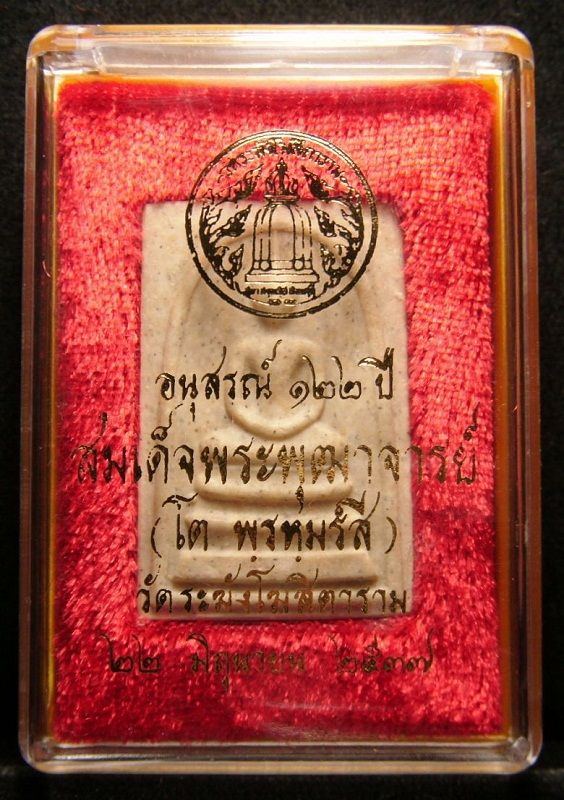 อนุสรณ์ ๑๒๒ ปี
สมเด็จพระพุฒาจารย์
(โต พฺรหฺมรํสี)
วัดระฆังโฆสิตาราม
๒๒ มิถุนายน ๒๕๓๗